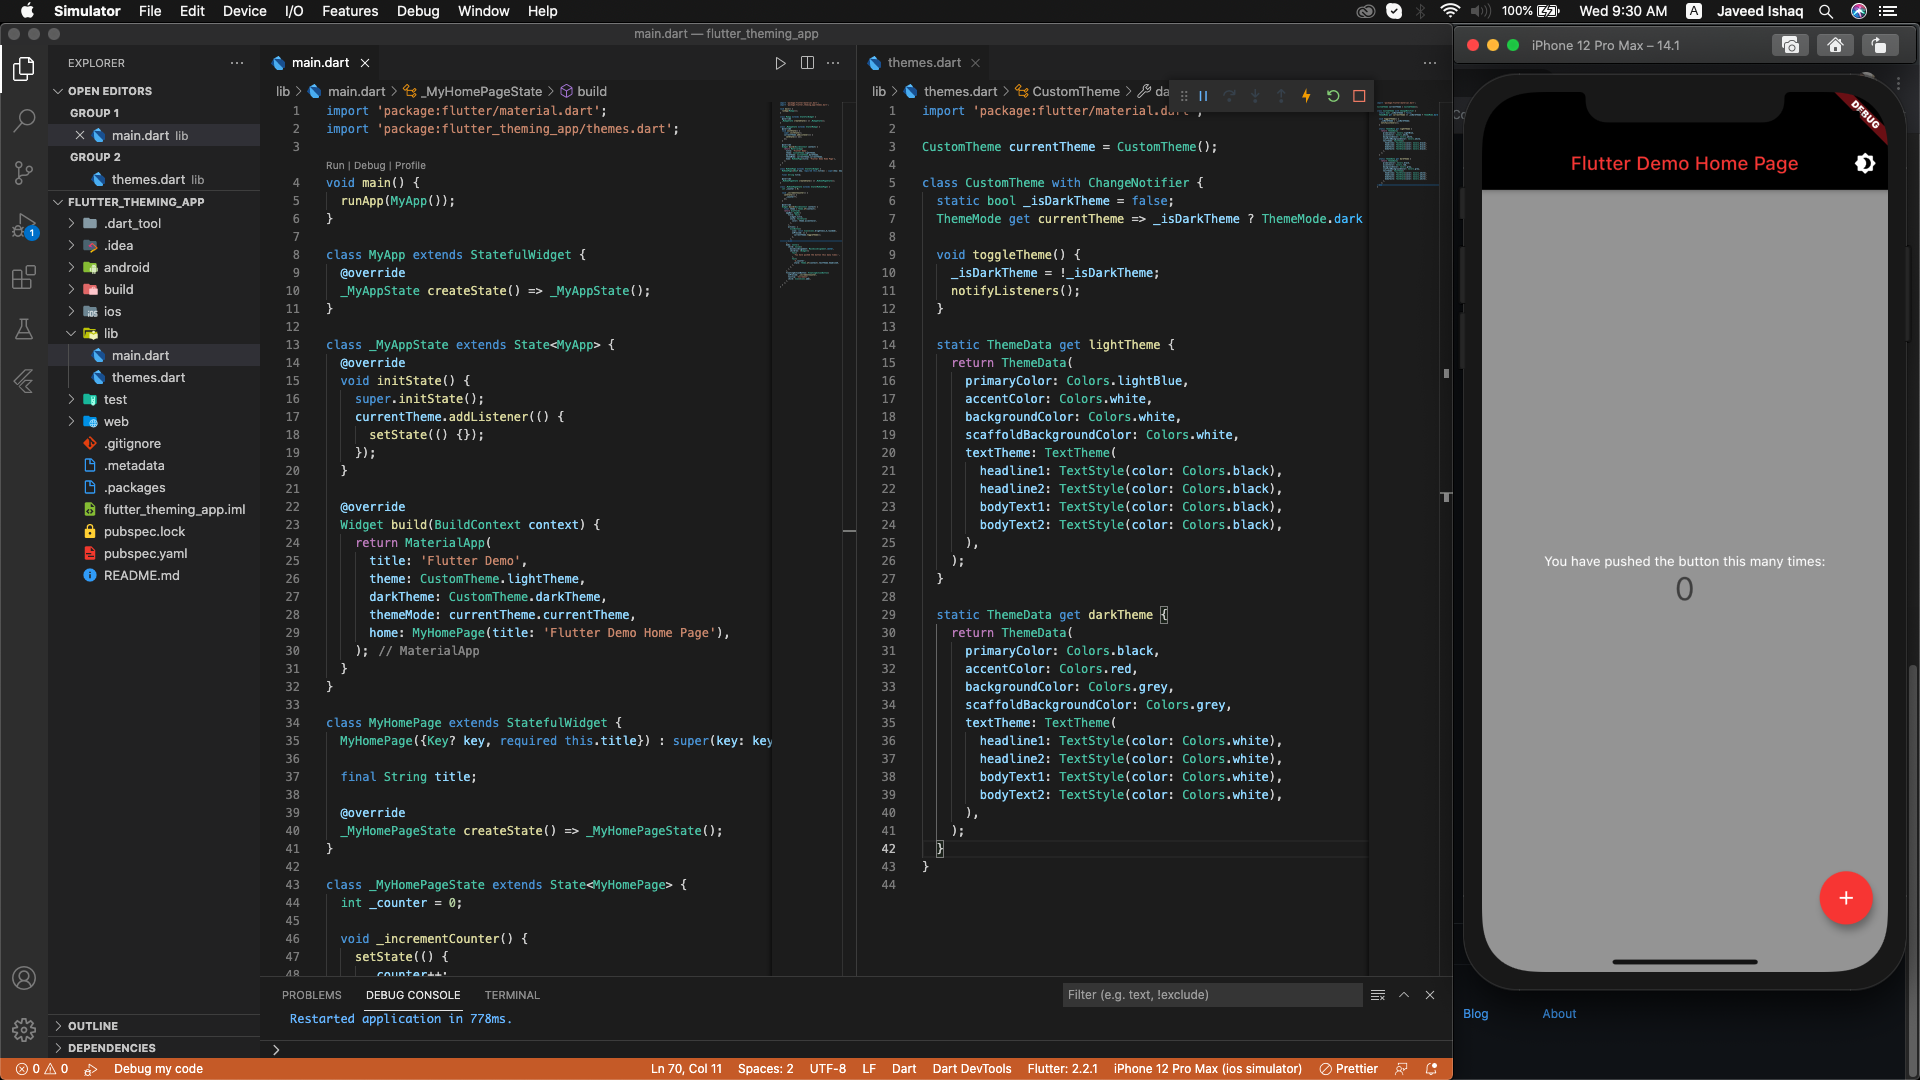 Simulator File Edit Device I/O Features Debug Window Help
100% Wed 9:30 AM A Javeed Ishaq
main.dart — flutter_theming_app
EXPLORER
OPEN EDITORS
GROUP 1
main.dart lib
GROUP 2
themes.dart lib
FLUTTER_THEMING_APP
.dart_tool
.idea
android
build
ios
lib
main.dart
themes.dart
test
web
.gitignore
.metadata
.packages
flutter_theming_app.iml
pubspec.lock
pubspec.yaml
README.md
OUTLINE
DEPENDENCIES
1
main.dart
lib > main.dart > _MyHomePageState > build
1 import 'package:flutter/material.dart';
2 import 'package:flutter_theming_app/themes.dart';
3
Run | Debug | Profile
4 void main() {
5 runApp(MyApp());
6 }
7
8 class MyApp extends StatefulWidget {
9 @override
10 _MyAppState createState() => _MyAppState();
11 }
12
13 class _MyAppState extends State<MyApp> {
14 @override
15 void initState() {
16 super.initState();
17 currentTheme.addListener(() {
18 setState(() {});
19 });
20 }
21
22 @override
23 Widget build(BuildContext context) {
24 return MaterialApp(
25 title: 'Flutter Demo',
26 theme: CustomTheme.lightTheme,
27 darkTheme: CustomTheme.darkTheme,
28 themeMode: currentTheme.currentTheme,
29 home: MyHomePage(title: 'Flutter Demo Home Page'),
30 ); // MaterialApp
31 }
32 }
33
34 class MyHomePage extends StatefulWidget {
35 MyHomePage({Key? key, required this.title}) : super(key: key
36
37 final String title;
38
39 @override
40 _MyHomePageState createState() => _MyHomePageState();
41 }
42
43 class _MyHomePageState extends State<MyHomePage> {
44 int _counter = 0;
45
46 void _incrementCounter() {
47 setState(() {
48 _counter++;
themes.dart
lib > themes.dart > CustomTheme > da
1 import 'package:flutter/material.dart';
2
3 CustomTheme currentTheme = CustomTheme();
4
5 class CustomTheme with ChangeNotifier {
6 static bool _isDarkTheme = false;
7 ThemeMode get currentTheme => _isDarkTheme ? ThemeMode.dark
8
9 void toggleTheme() {
10 _isDarkTheme = !_isDarkTheme;
11 notifyListeners();
12 }
13
14 static ThemeData get lightTheme {
15 return ThemeData(
16 primaryColor: Colors.lightBlue,
17 accentColor: Colors.white,
18 backgroundColor: Colors.white,
19 scaffoldBackgroundColor: Colors.white,
20 textTheme: TextTheme(
21 headline1: TextStyle(color: Colors.black),
22 headline2: TextStyle(color: Colors.black),
23 bodyText1: TextStyle(color: Colors.black),
24 bodyText2: TextStyle(color: Colors.black),
25 ),
26 );
27 }
28
29 static ThemeData get darkTheme {
30 return ThemeData(
31 primaryColor: Colors.black,
32 accentColor: Colors.red,
33 backgroundColor: Colors.grey,
34 scaffoldBackgroundColor: Colors.grey,
35 textTheme: TextTheme(
36 headline1: TextStyle(color: Colors.white),
37 headline2: TextStyle(color: Colors.white),
38 bodyText1: TextStyle(color: Colors.white),
39 bodyText2: TextStyle(color: Colors.white),
40 ),
41 );
42 }
43 }
44
PROBLEMS DEBUG CONSOLE TERMINAL
Filter (e.g. text, !exclude)
Restarted application in 778ms.
0 0 Debug my code
Ln 70, Col 11 Spaces: 2 UTF-8 LF Dart Dart DevTools Flutter: 2.2.1 iPhone 12 Pro Max (ios simulator) Prettier
iPhone 12 Pro Max – 14.1
DEBUG
Flutter Demo Home Page
You have pushed the button this many times:
0
+
Blog About